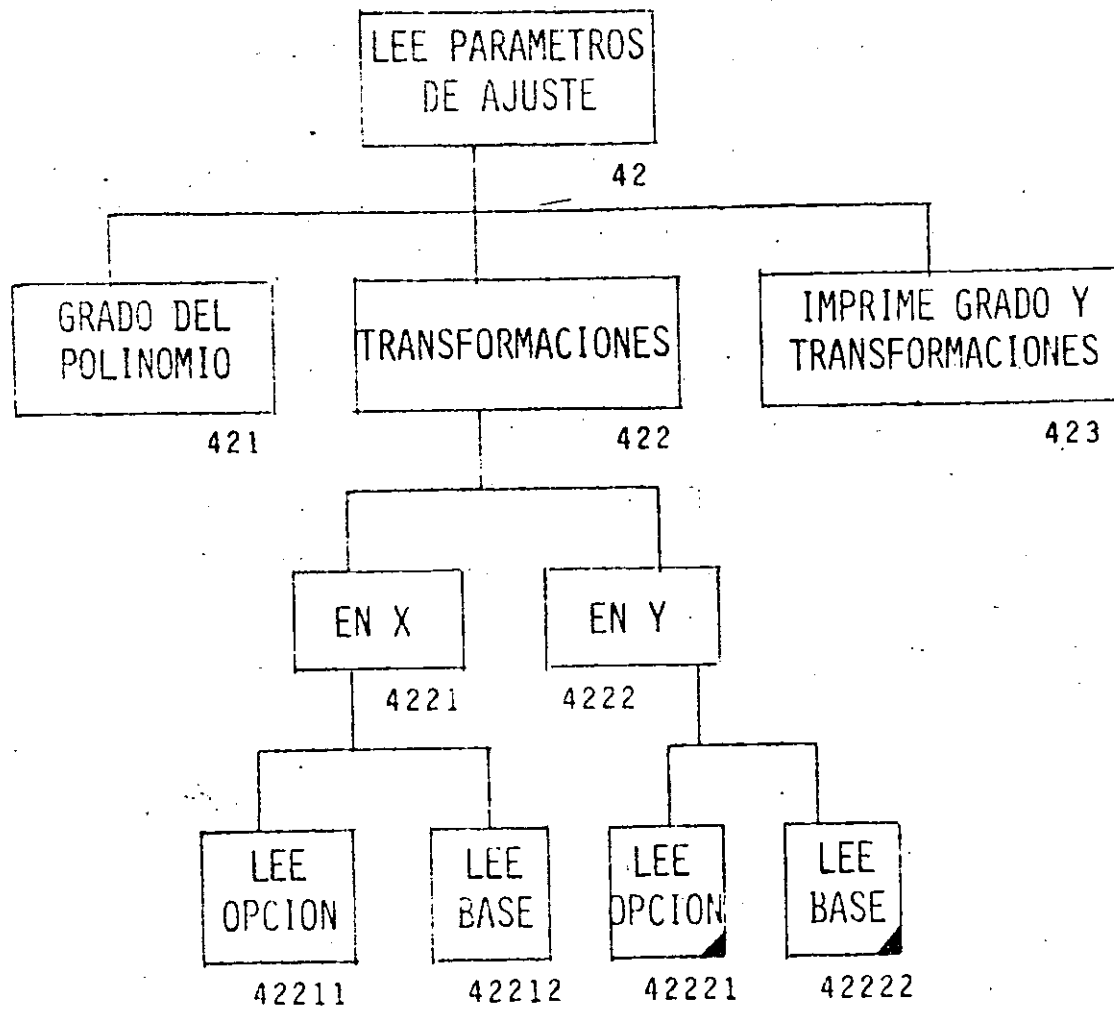 LEE PARAMETROS
DE AJUSTE
42
GRADO DEL
POLINOMIO
421
TRANSFORMACIONES
422
IMPRIME GRADO Y
TRANSFORMACIONES
423
EN X
4221
EN Y
4222
LEE
OPCION
42211
LEE
BASE
42212
LEE
OPCION
42221
LEE
BASE
42222